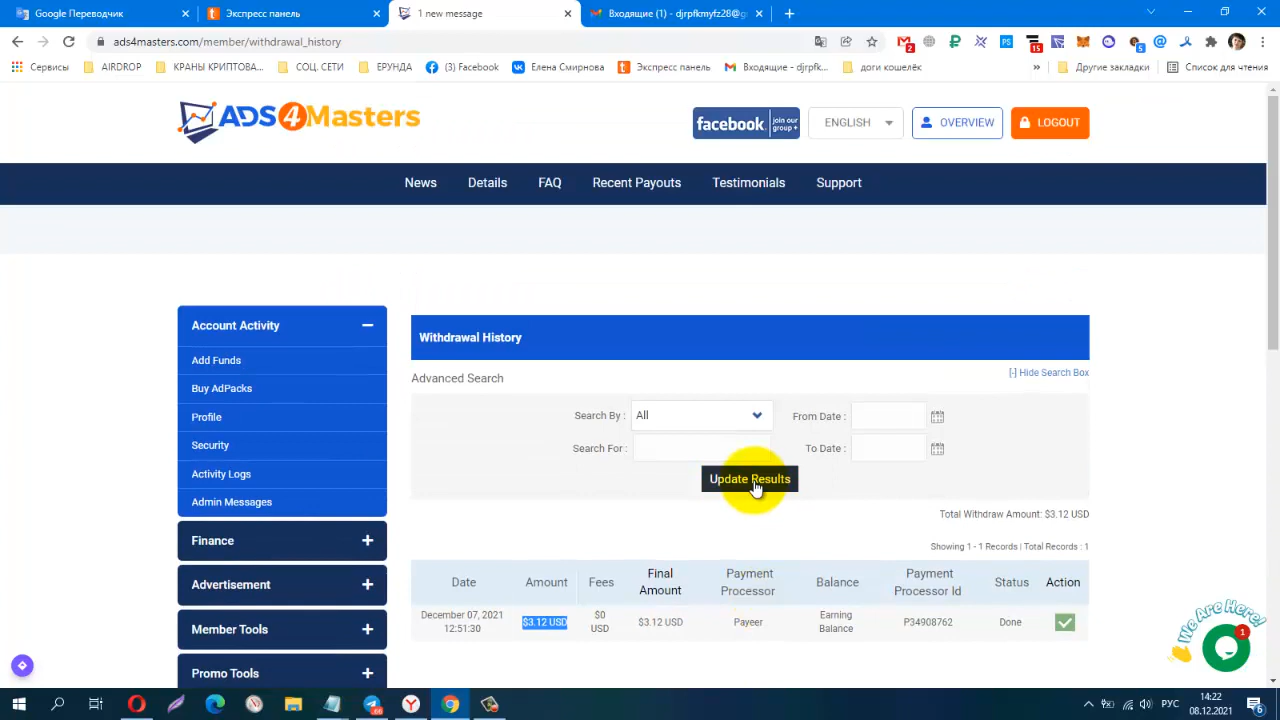 Google Переводчик
Экспресс панель
1 new message
Входящие (1) - djrpfkmyfz28@g
ads4masters.com/member/withdrawal_history
Сервисы
AIRDROP
КРАНЫ КРИПТОВА...
СОЦ. СЕТИ
ЕРУНДА
(3) Facebook
Елена Смирнова
Экспресс панель
Входящие - djrpfk...
доги кошелёк
»
Другие закладки
Список для чтения
ADS4Masters
facebook. join our group+
ENGLISH
OVERVIEW
LOGOUT
News
Details
FAQ
Recent Payouts
Testimonials
Support
Account Activity
Add Funds
Buy AdPacks
Profile
Security
Activity Logs
Admin Messages
Finance
Advertisement
Member Tools
Promo Tools
Withdrawal History
Advanced Search
[-] Hide Search Box
Search By : All
From Date :
Search For :
To Date :
Update Results
Total Withdraw Amount: $3.12 USD
Showing 1 - 1 Records | Total Records : 1
Date Amount Fees Final Amount Payment Processor Balance Payment Processor Id Status Action
December 07, 2021 12:51:30 $3.12 USD $0 USD $3.12 USD Payeer Earning Balance P34908762 Done
We Are Here!
1
РУС
14:22
08.12.2021